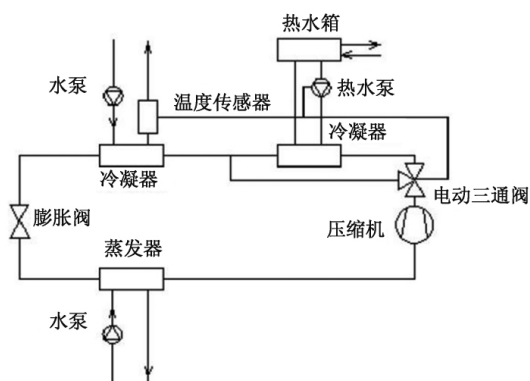 热水箱
水泵
温度传感器
热水泵
冷凝器
冷凝器
电动三通阀
膨胀阀
压缩机
蒸发器
水泵